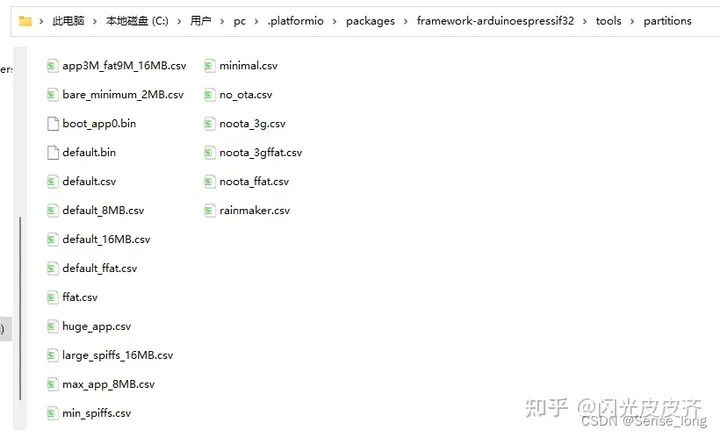 此电脑 > 本地磁盘 (C:) > 用户 > pc > .platformio > packages > framework-arduinoespressif32 > tools > partitions
app3M_fat9M_16MB.csv
bare_minimum_2MB.csv
boot_app0.bin
default.bin
default.csv
default_8MB.csv
default_16MB.csv
default_ffat.csv
ffat.csv
huge_app.csv
large_spiffs_16MB.csv
max_app_8MB.csv
min_spiffs.csv
minimal.csv
no_ota.csv
noota_3g.csv
noota_3gffat.csv
noota_ffat.csv
rainmaker.csv
知乎 @闪光皮皮齐
CSDN @Sense_long